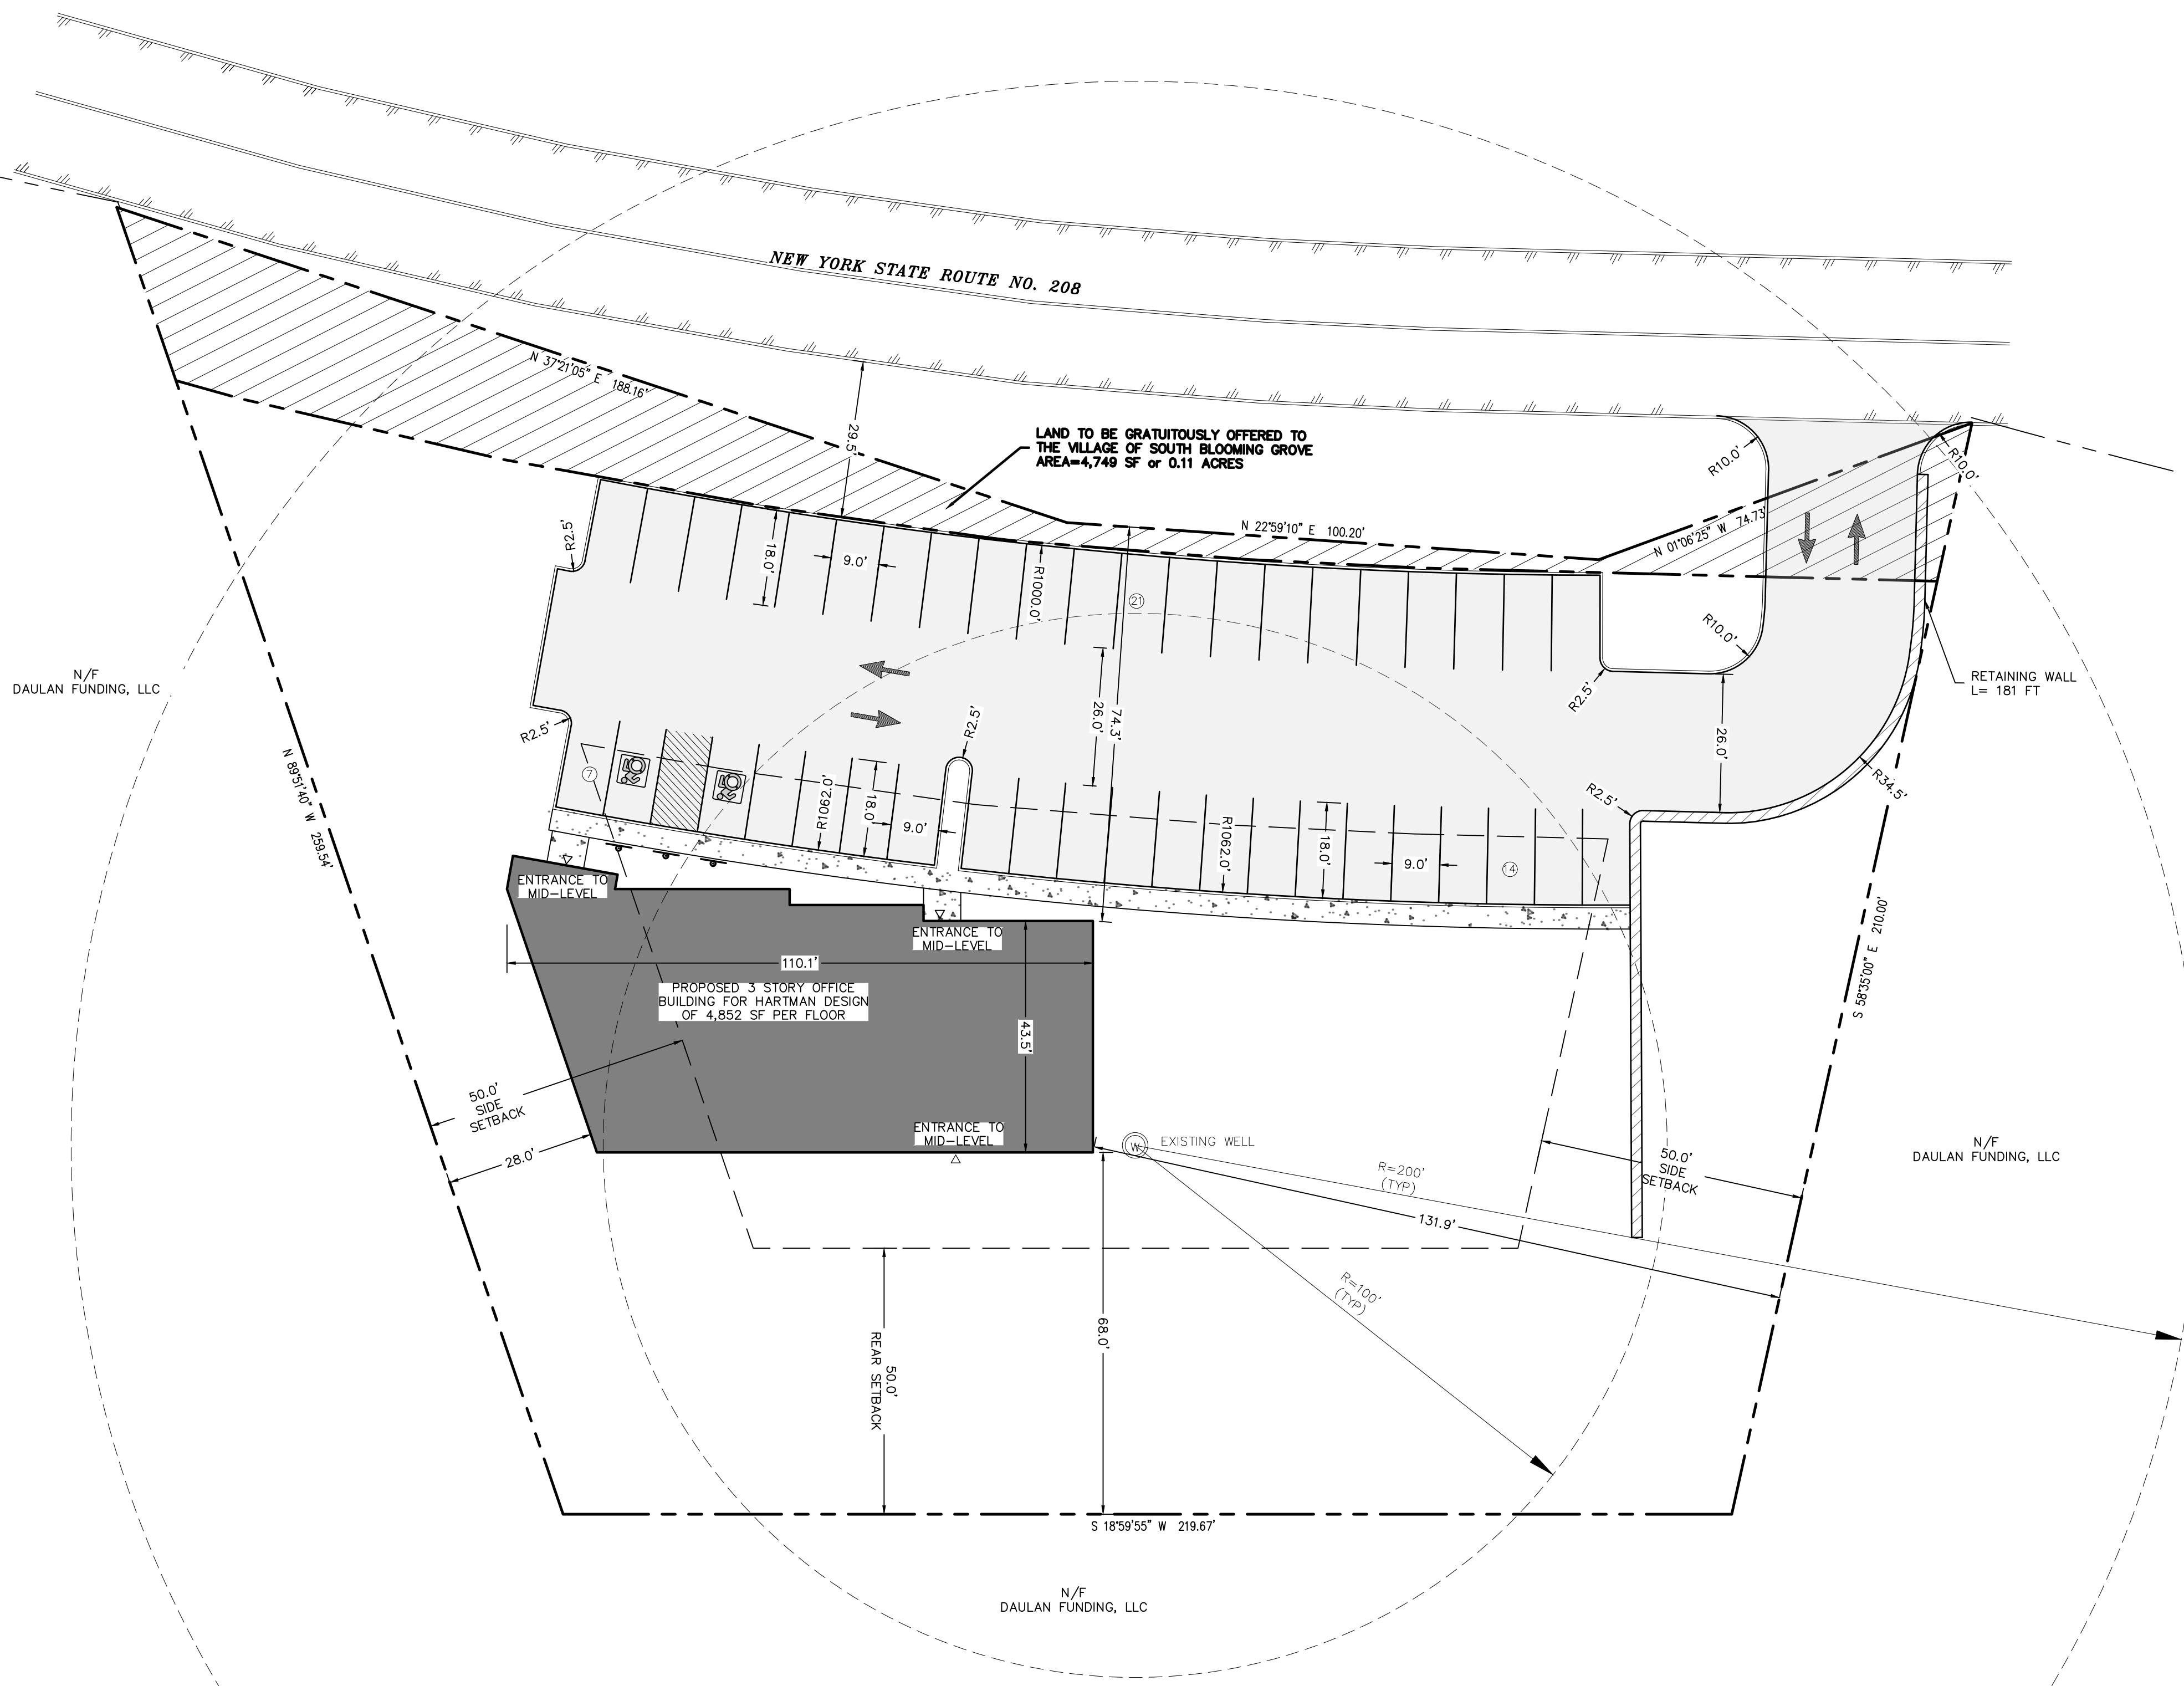 NEW YORK STATE ROUTE NO. 208
N 37°21'05" E 188.16'
29.5'
LAND TO BE GRATUITOUSLY OFFERED TO
THE VILLAGE OF SOUTH BLOOMING GROVE
AREA=4,749 SF or 0.11 ACRES
R10.0'
R10.0'
N 22°59'10" E 100.20'
N 01°06'25" W 74.73'
R2.5'
18.0'
9.0'
R1000.0'
21
R10.0'
N/F
DAULAN FUNDING, LLC
RETAINING WALL
L= 181 FT
R2.5'
R2.5'
R2.5'
26.0'
74.3'
26.0'
7
R1062.0'
18.0'
9.0'
R1062.0'
18.0'
9.0'
14
R2.5'
R34.5'
N 89°51'40" W 259.54'
ENTRANCE TO
MID-LEVEL
ENTRANCE TO
MID-LEVEL
S 58°35'00" E 210.00'
110.1'
PROPOSED 3 STORY OFFICE
BUILDING FOR HARTMAN DESIGN
OF 4,852 SF PER FLOOR
43.5'
50.0'
SIDE
SETBACK
28.0'
ENTRANCE TO
MID-LEVEL
W
EXISTING WELL
R=200'
(TYP)
50.0'
SIDE
SETBACK
N/F
DAULAN FUNDING, LLC
131.9'
R=100'
(TYP)
68.0'
50.0'
REAR SETBACK
S 18°59'55" W 219.67'
N/F
DAULAN FUNDING, LLC